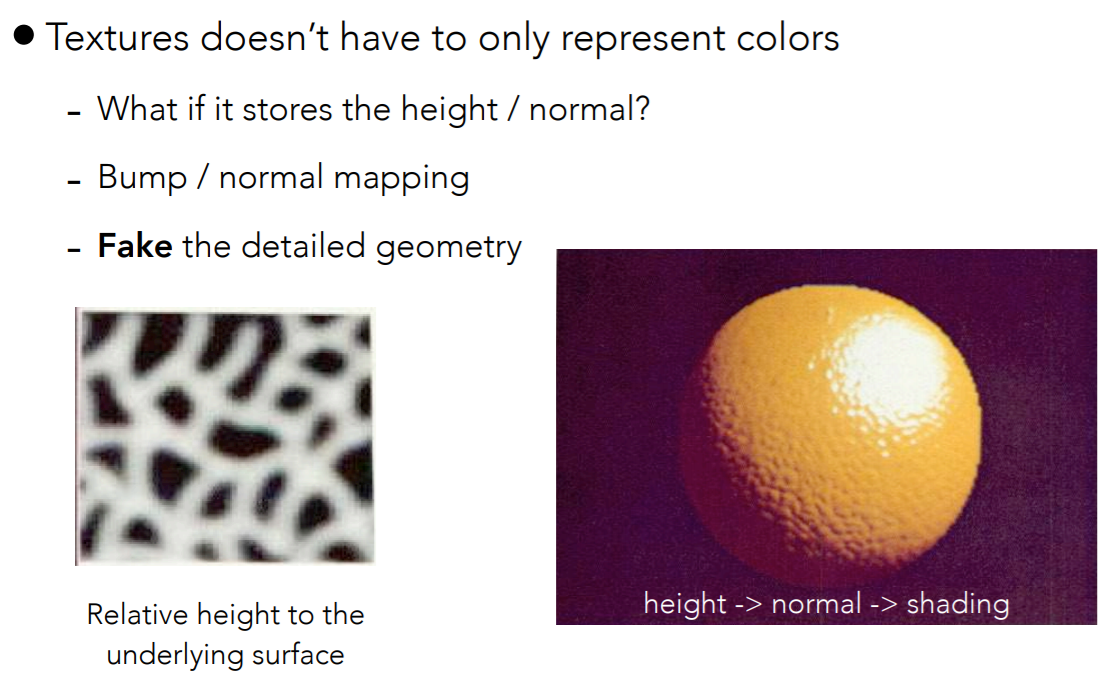 ● Textures doesn’t have to only represent colors
- What if it stores the height / normal?
- Bump / normal mapping
- Fake the detailed geometry
Relative height to the
underlying surface
height -> normal -> shading